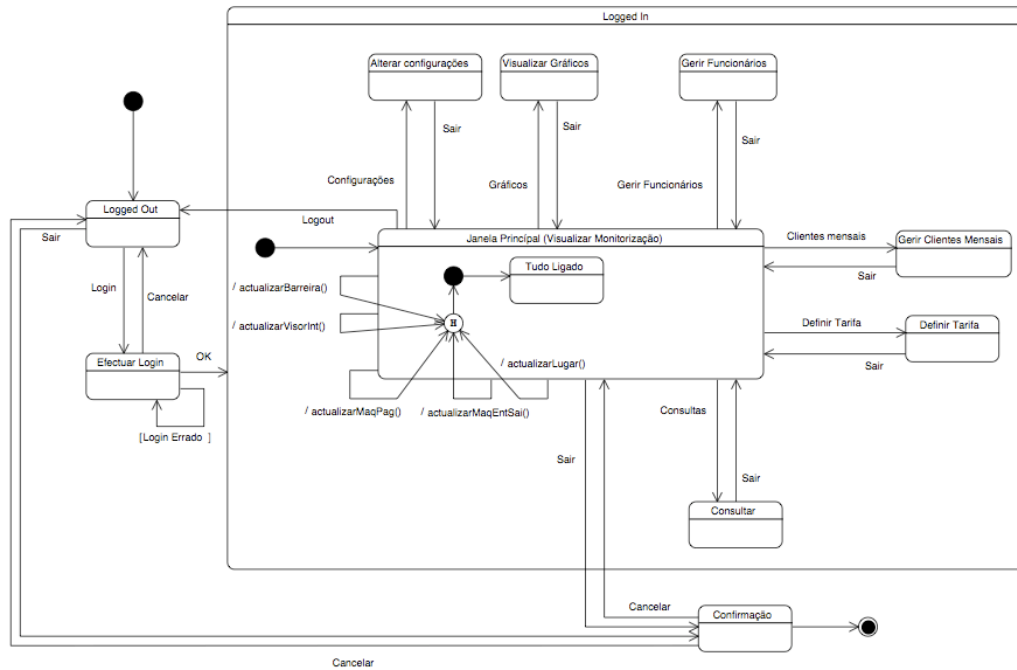 Logged In
Alterar configurações
Visualizar Gráficos
Gerir Funcionários
Sair
Sair
Sair
Configurações
Gráficos
Gerir Funcionários
Logged Out
Logout
Sair
Janela Princípal (Visualizar Monitorização)
Clientes mensais
Gerir Clientes Mensais
Sair
Tudo Ligado
Login
Cancelar
/ actualizarBarreira()
/ actualizarVisorInt()
H
Definir Tarifa
Definir Tarifa
Sair
Efectuar Login
OK
/ actualizarLugar()
/ actualizarMaqPag()
/ actualizarMaqEntSai()
Consultas
[Login Errado ]
Sair
Sair
Consultar
Cancelar
Confirmação
Cancelar